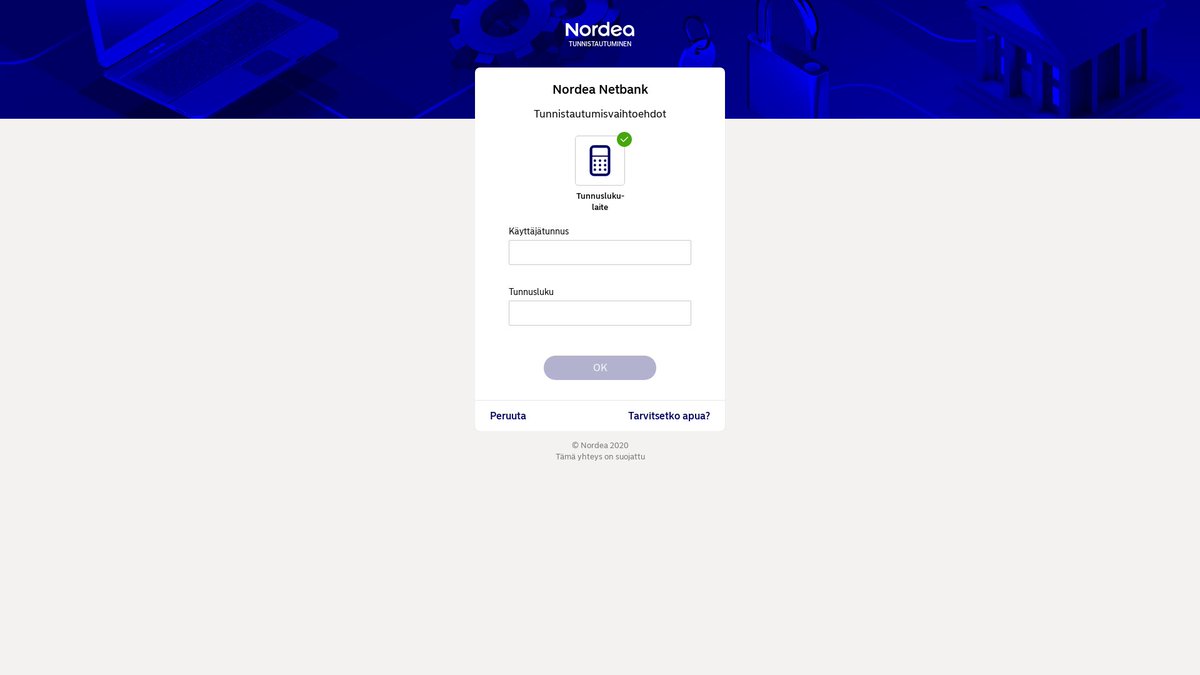 Nordea
TUNNISTAUTUMINEN
Nordea Netbank
Tunnistautumisvaihtoehdot
Tunnusluku-
laite
Käyttäjätunnus
Tunnusluku
OK
Peruuta
Tarvitsetko apua?
© Nordea 2020
Tämä yhteys on suojattu